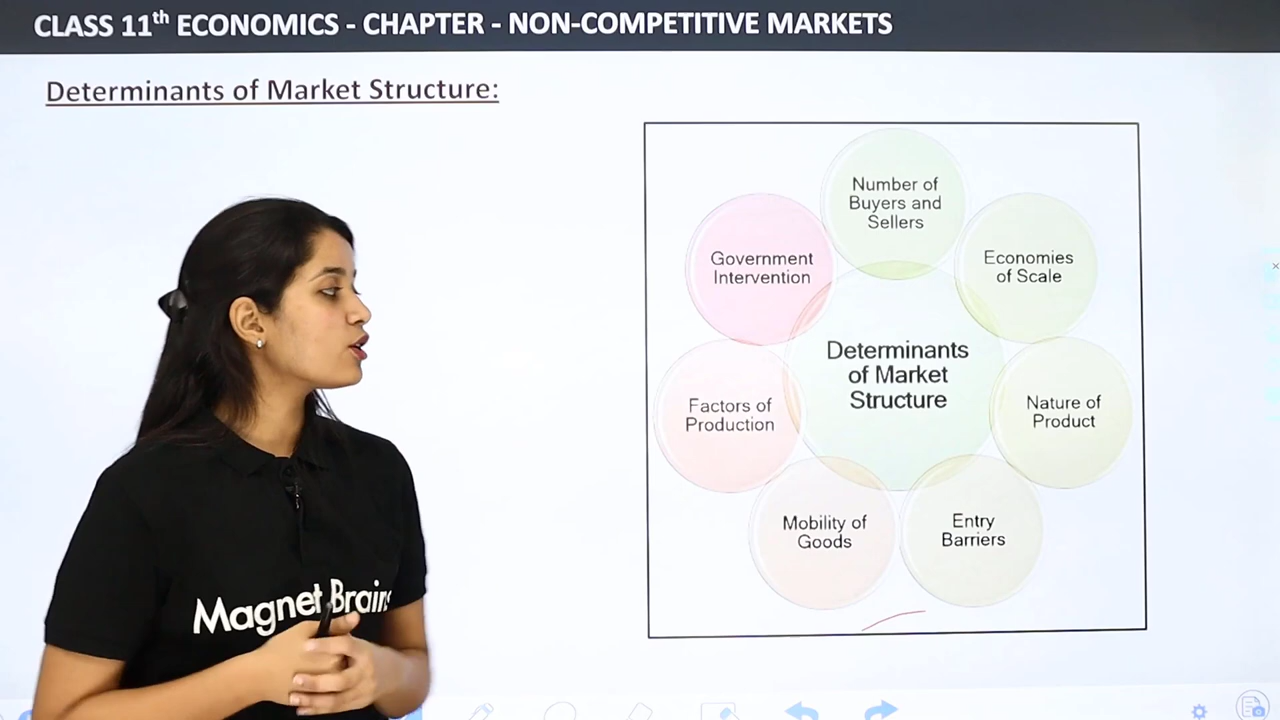 CLASS 11th ECONOMICS - CHAPTER - NON-COMPETITIVE MARKETS
Determinants of Market Structure:
Number of
Buyers and
Sellers
Economies
of Scale
Nature of
Product
Entry
Barriers
Mobility of
Goods
Factors of
Production
Government
Intervention
Determinants
of Market
Structure
Magnet Brains